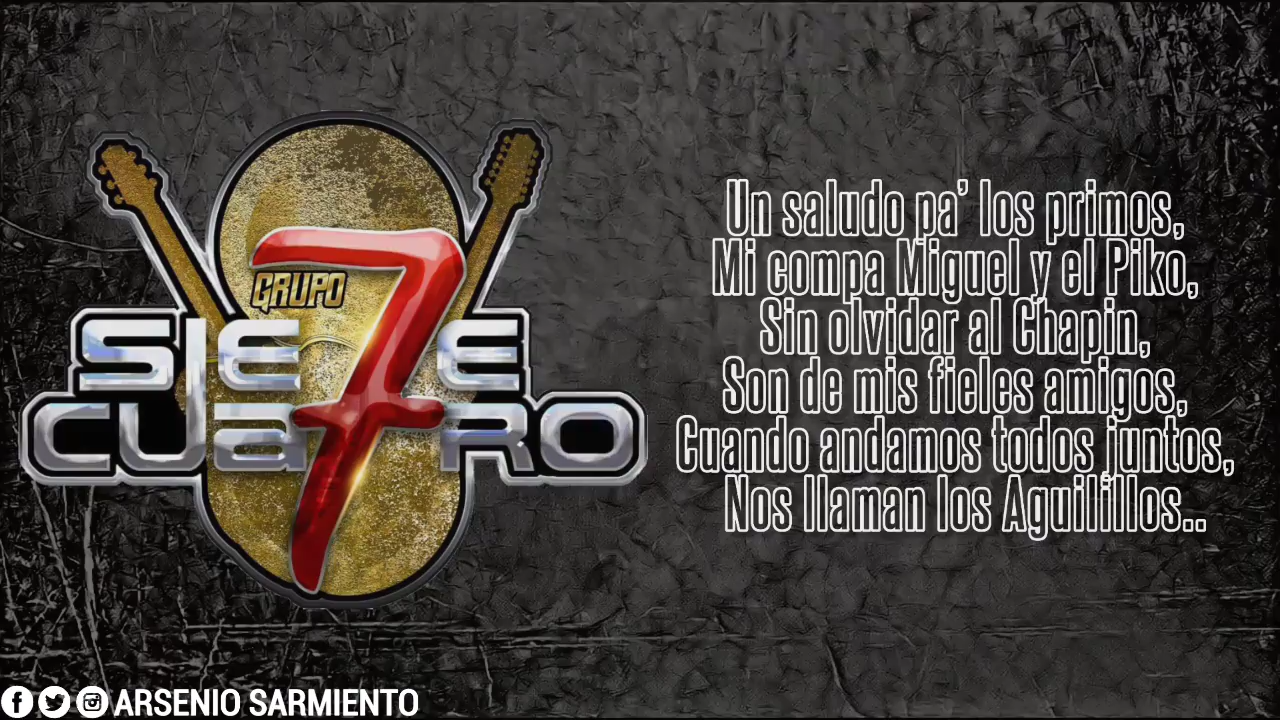 GRUPO
SIE7E
CUATRO
Un saludo pa' los primos,
Mi compa Miguel y el Piko,
Sin olvidar al Chapin,
Son de mis fieles amigos,
Cuando andamos todos juntos,
Nos llaman los Aguilillos..
ARSENIO SARMIENTO